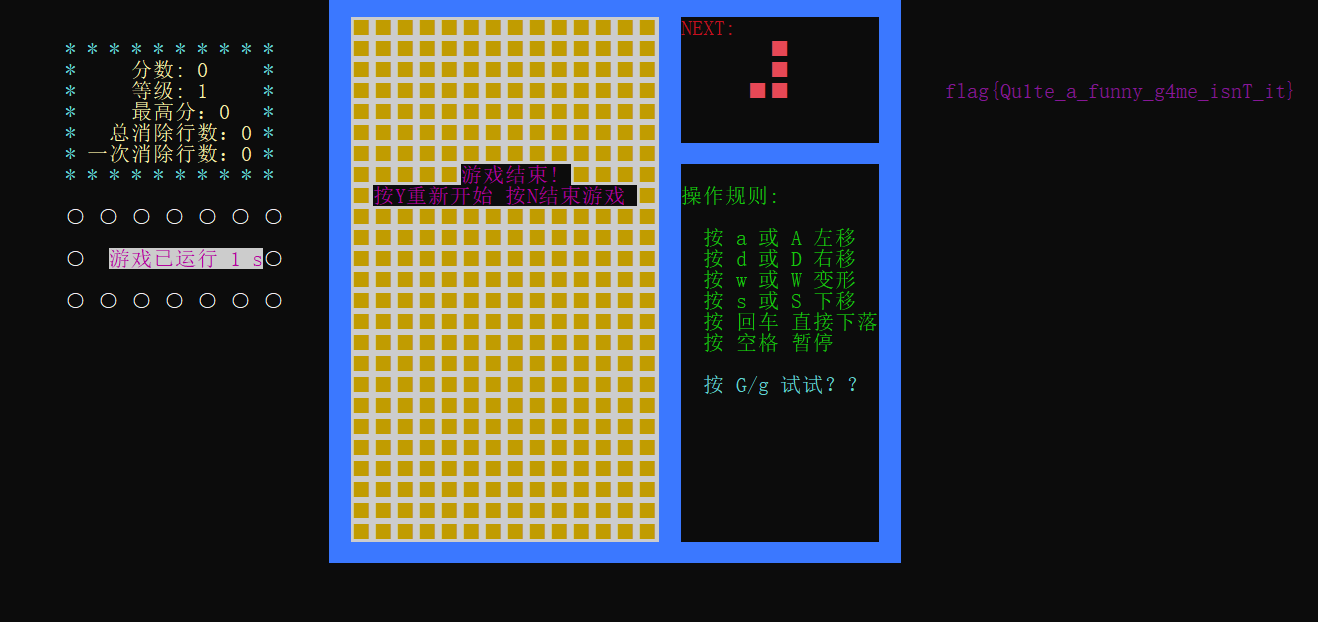 * * * * * * * * * *
* 分数: 0 *
* 等级: 1 *
* 最高分: 0 *
* 总消除行数: 0 *
* 一次消除行数: 0 *
* * * * * * * * * *
○ ○ ○ ○ ○ ○ ○
○ 游戏已运行 1 s○
○ ○ ○ ○ ○ ○ ○
游戏结束!
按Y重新开始 按N结束游戏
NEXT:
操作规则:
按 a 或 A 左移
按 d 或 D 右移
按 w 或 W 变形
按 s 或 S 下移
按 回车 直接下落
按 空格 暂停
按 G/g 试试??
flag{Qu1te_a_funny_g4me_isnT_it}